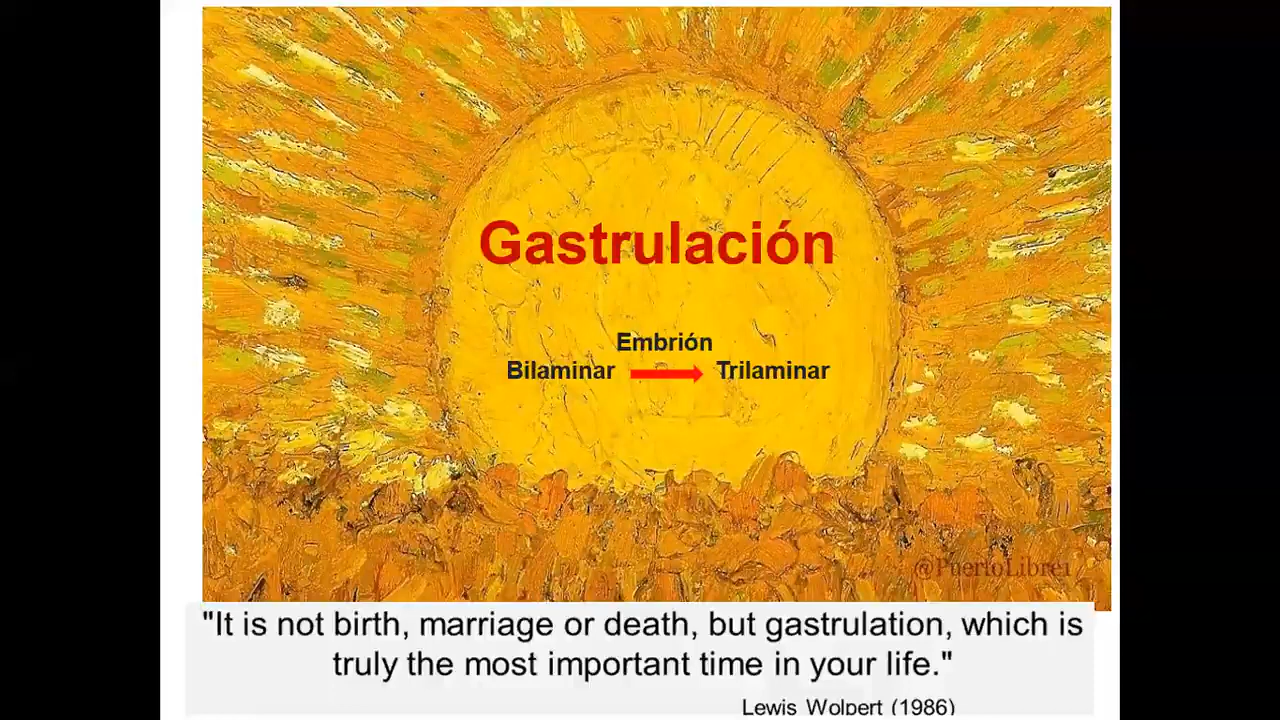 Gastrulación
Embrión
Bilaminar Trilaminar
@PuertoLibre1
"It is not birth, marriage or death, but gastrulation, which is
truly the most important time in your life."
Lewis Wolpert (1986)